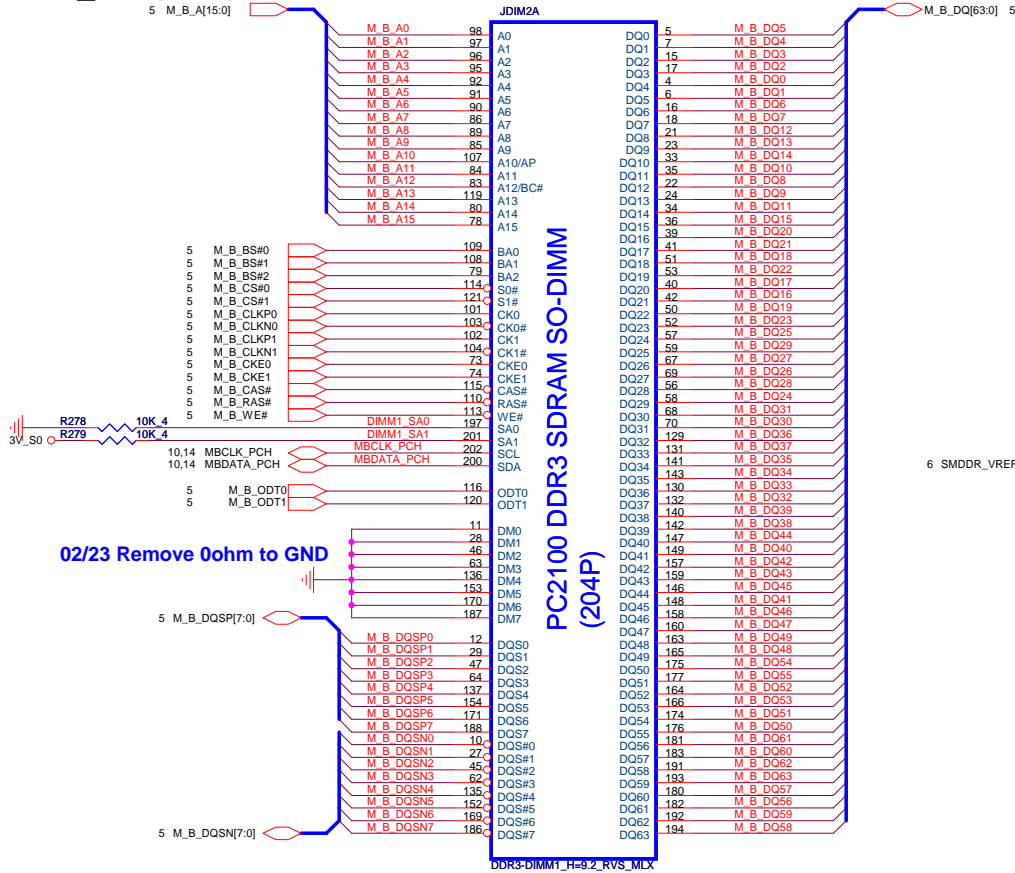 5 M_B_A[15:0]
JDIM2A
M_B_DQ[63:0] 5
M_B_A0 98 A0
M_B_A1 97 A1
M_B_A2 96 A2
M_B_A3 95 A3
M_B_A4 92 A4
M_B_A5 91 A5
M_B_A6 90 A6
M_B_A7 86 A7
M_B_A8 89 A8
M_B_A9 85 A9
M_B_A10 107 A10/AP
M_B_A11 84 A11
M_B_A12 83 A12/BC#
M_B_A13 119 A13
M_B_A14 80 A14
M_B_A15 78 A15
5 M_B_BS#0 109 BA0
5 M_B_BS#1 108 BA1
5 M_B_BS#2 79 BA2
5 M_B_CS#0 114 S0#
5 M_B_CS#1 121 S1#
5 M_B_CLKP0 101 CK0
5 M_B_CLKN0 103 CK0#
5 M_B_CLKP1 102 CK1
5 M_B_CLKN1 104 CK1#
5 M_B_CKE0 73 CKE0
5 M_B_CKE1 74 CKE1
5 M_B_CAS# 115 CAS#
5 M_B_RAS# 110 RAS#
5 M_B_WE# 113 WE#
R278 10K_4 DIMM1_SA0 197 SA0
3V_S0 R279 10K_4 DIMM1_SA1 201 SA1
10,14 MBCLK_PCH MBCLK_PCH 202 SCL
10,14 MBDATA_PCH MBDATA_PCH 200 SDA
5 M_B_ODT0 116 ODT0
5 M_B_ODT1 120 ODT1
11 DM0
28 DM1
46 DM2
63 DM3
136 DM4
153 DM5
170 DM6
187 DM7
02/23 Remove 0ohm to GND
5 M_B_DQSP[7:0]
M_B_DQSP0 12 DQS0
M_B_DQSP1 29 DQS1
M_B_DQSP2 47 DQS2
M_B_DQSP3 64 DQS3
M_B_DQSP4 137 DQS4
M_B_DQSP5 154 DQS5
M_B_DQSP6 171 DQS6
M_B_DQSP7 188 DQS7
M_B_DQSN0 10 DQS#0
M_B_DQSN1 27 DQS#1
M_B_DQSN2 45 DQS#2
M_B_DQSN3 62 DQS#3
M_B_DQSN4 135 DQS#4
M_B_DQSN5 152 DQS#5
M_B_DQSN6 169 DQS#6
M_B_DQSN7 186 DQS#7
5 M_B_DQSN[7:0]
PC2100 DDR3 SDRAM SO-DIMM
(204P)
DQ0 5 M_B_DQ5
DQ1 7 M_B_DQ4
DQ2 15 M_B_DQ3
DQ3 17 M_B_DQ2
DQ4 4 M_B_DQ0
DQ5 6 M_B_DQ1
DQ6 16 M_B_DQ6
DQ7 18 M_B_DQ7
DQ8 21 M_B_DQ12
DQ9 23 M_B_DQ13
DQ10 33 M_B_DQ14
DQ11 35 M_B_DQ10
DQ12 22 M_B_DQ8
DQ13 24 M_B_DQ9
DQ14 34 M_B_DQ11
DQ15 36 M_B_DQ15
DQ16 39 M_B_DQ20
DQ17 41 M_B_DQ21
DQ18 51 M_B_DQ18
DQ19 53 M_B_DQ22
DQ20 40 M_B_DQ17
DQ21 42 M_B_DQ16
DQ22 50 M_B_DQ19
DQ23 52 M_B_DQ23
DQ24 57 M_B_DQ25
DQ25 59 M_B_DQ29
DQ26 67 M_B_DQ27
DQ27 69 M_B_DQ26
DQ28 56 M_B_DQ28
DQ29 58 M_B_DQ24
DQ30 68 M_B_DQ31
DQ31 70 M_B_DQ30
DQ32 129 M_B_DQ36
DQ33 131 M_B_DQ37
DQ34 141 M_B_DQ35
DQ35 143 M_B_DQ34
DQ36 130 M_B_DQ33
DQ37 132 M_B_DQ32
DQ38 140 M_B_DQ39
DQ39 142 M_B_DQ38
DQ40 147 M_B_DQ44
DQ41 149 M_B_DQ40
DQ42 157 M_B_DQ42
DQ43 159 M_B_DQ43
DQ44 146 M_B_DQ45
DQ45 148 M_B_DQ41
DQ46 158 M_B_DQ46
DQ47 160 M_B_DQ47
DQ48 163 M_B_DQ49
DQ49 165 M_B_DQ48
DQ50 175 M_B_DQ54
DQ51 177 M_B_DQ55
DQ52 164 M_B_DQ52
DQ53 166 M_B_DQ53
DQ54 174 M_B_DQ51
DQ55 176 M_B_DQ50
DQ56 181 M_B_DQ61
DQ57 183 M_B_DQ60
DQ58 191 M_B_DQ62
DQ59 193 M_B_DQ63
DQ60 180 M_B_DQ57
DQ61 182 M_B_DQ56
DQ62 192 M_B_DQ59
DQ63 194 M_B_DQ58
6 SMDDR_VREF
DDR3-DIMM1_H=9.2_RVS_MLX